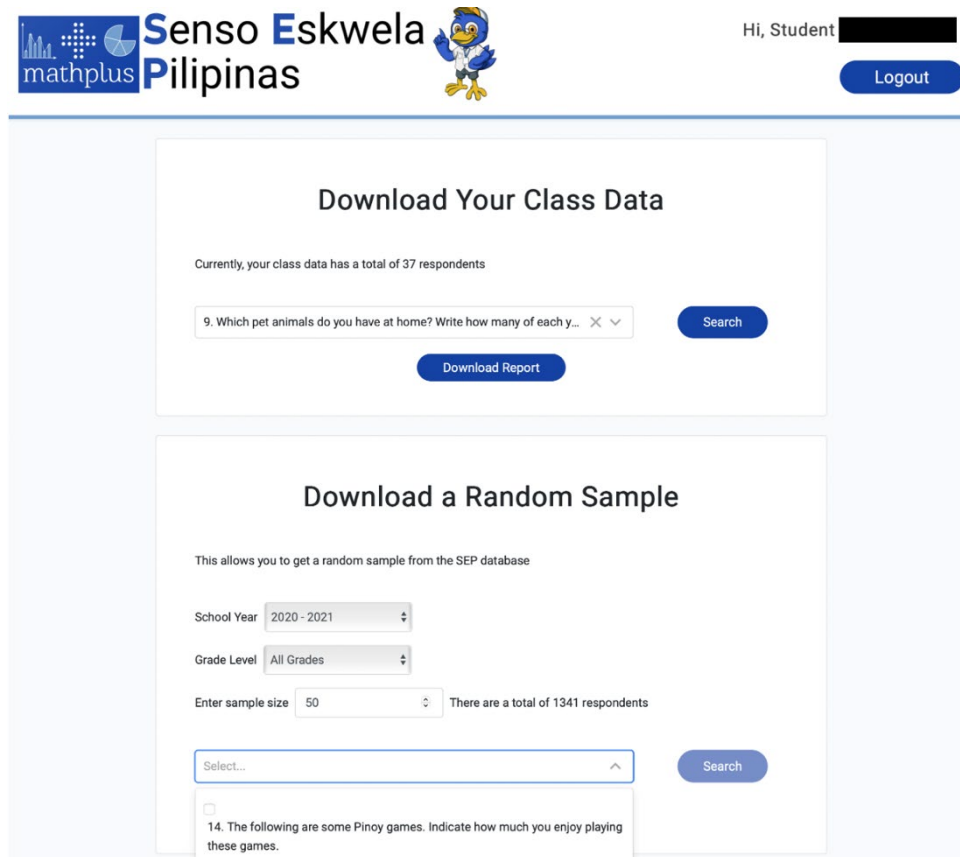 mathplus
Senso Eskwela
Pilipinas
Hi, Student
Logout
Download Your Class Data
Currently, your class data has a total of 37 respondents
9. Which pet animals do you have at home? Write how many of each y...
Search
Download Report
Download a Random Sample
This allows you to get a random sample from the SEP database
School Year 2020 - 2021
Grade Level All Grades
Enter sample size 50 There are a total of 1341 respondents
Select...
Search
14. The following are some Pinoy games. Indicate how much you enjoy playing
these games.